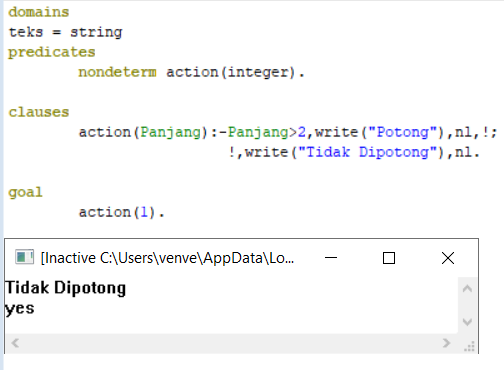 domains
teks = string
predicates
nondeterm action(integer).
clauses
action(Panjang):-Panjang>2,write("Potong"),nl,!;
!,write("Tidak Dipotong"),nl.
goal
action(1).
[Inactive C:\Users\venve\AppData\Lo...
Tidak Dipotong
yes